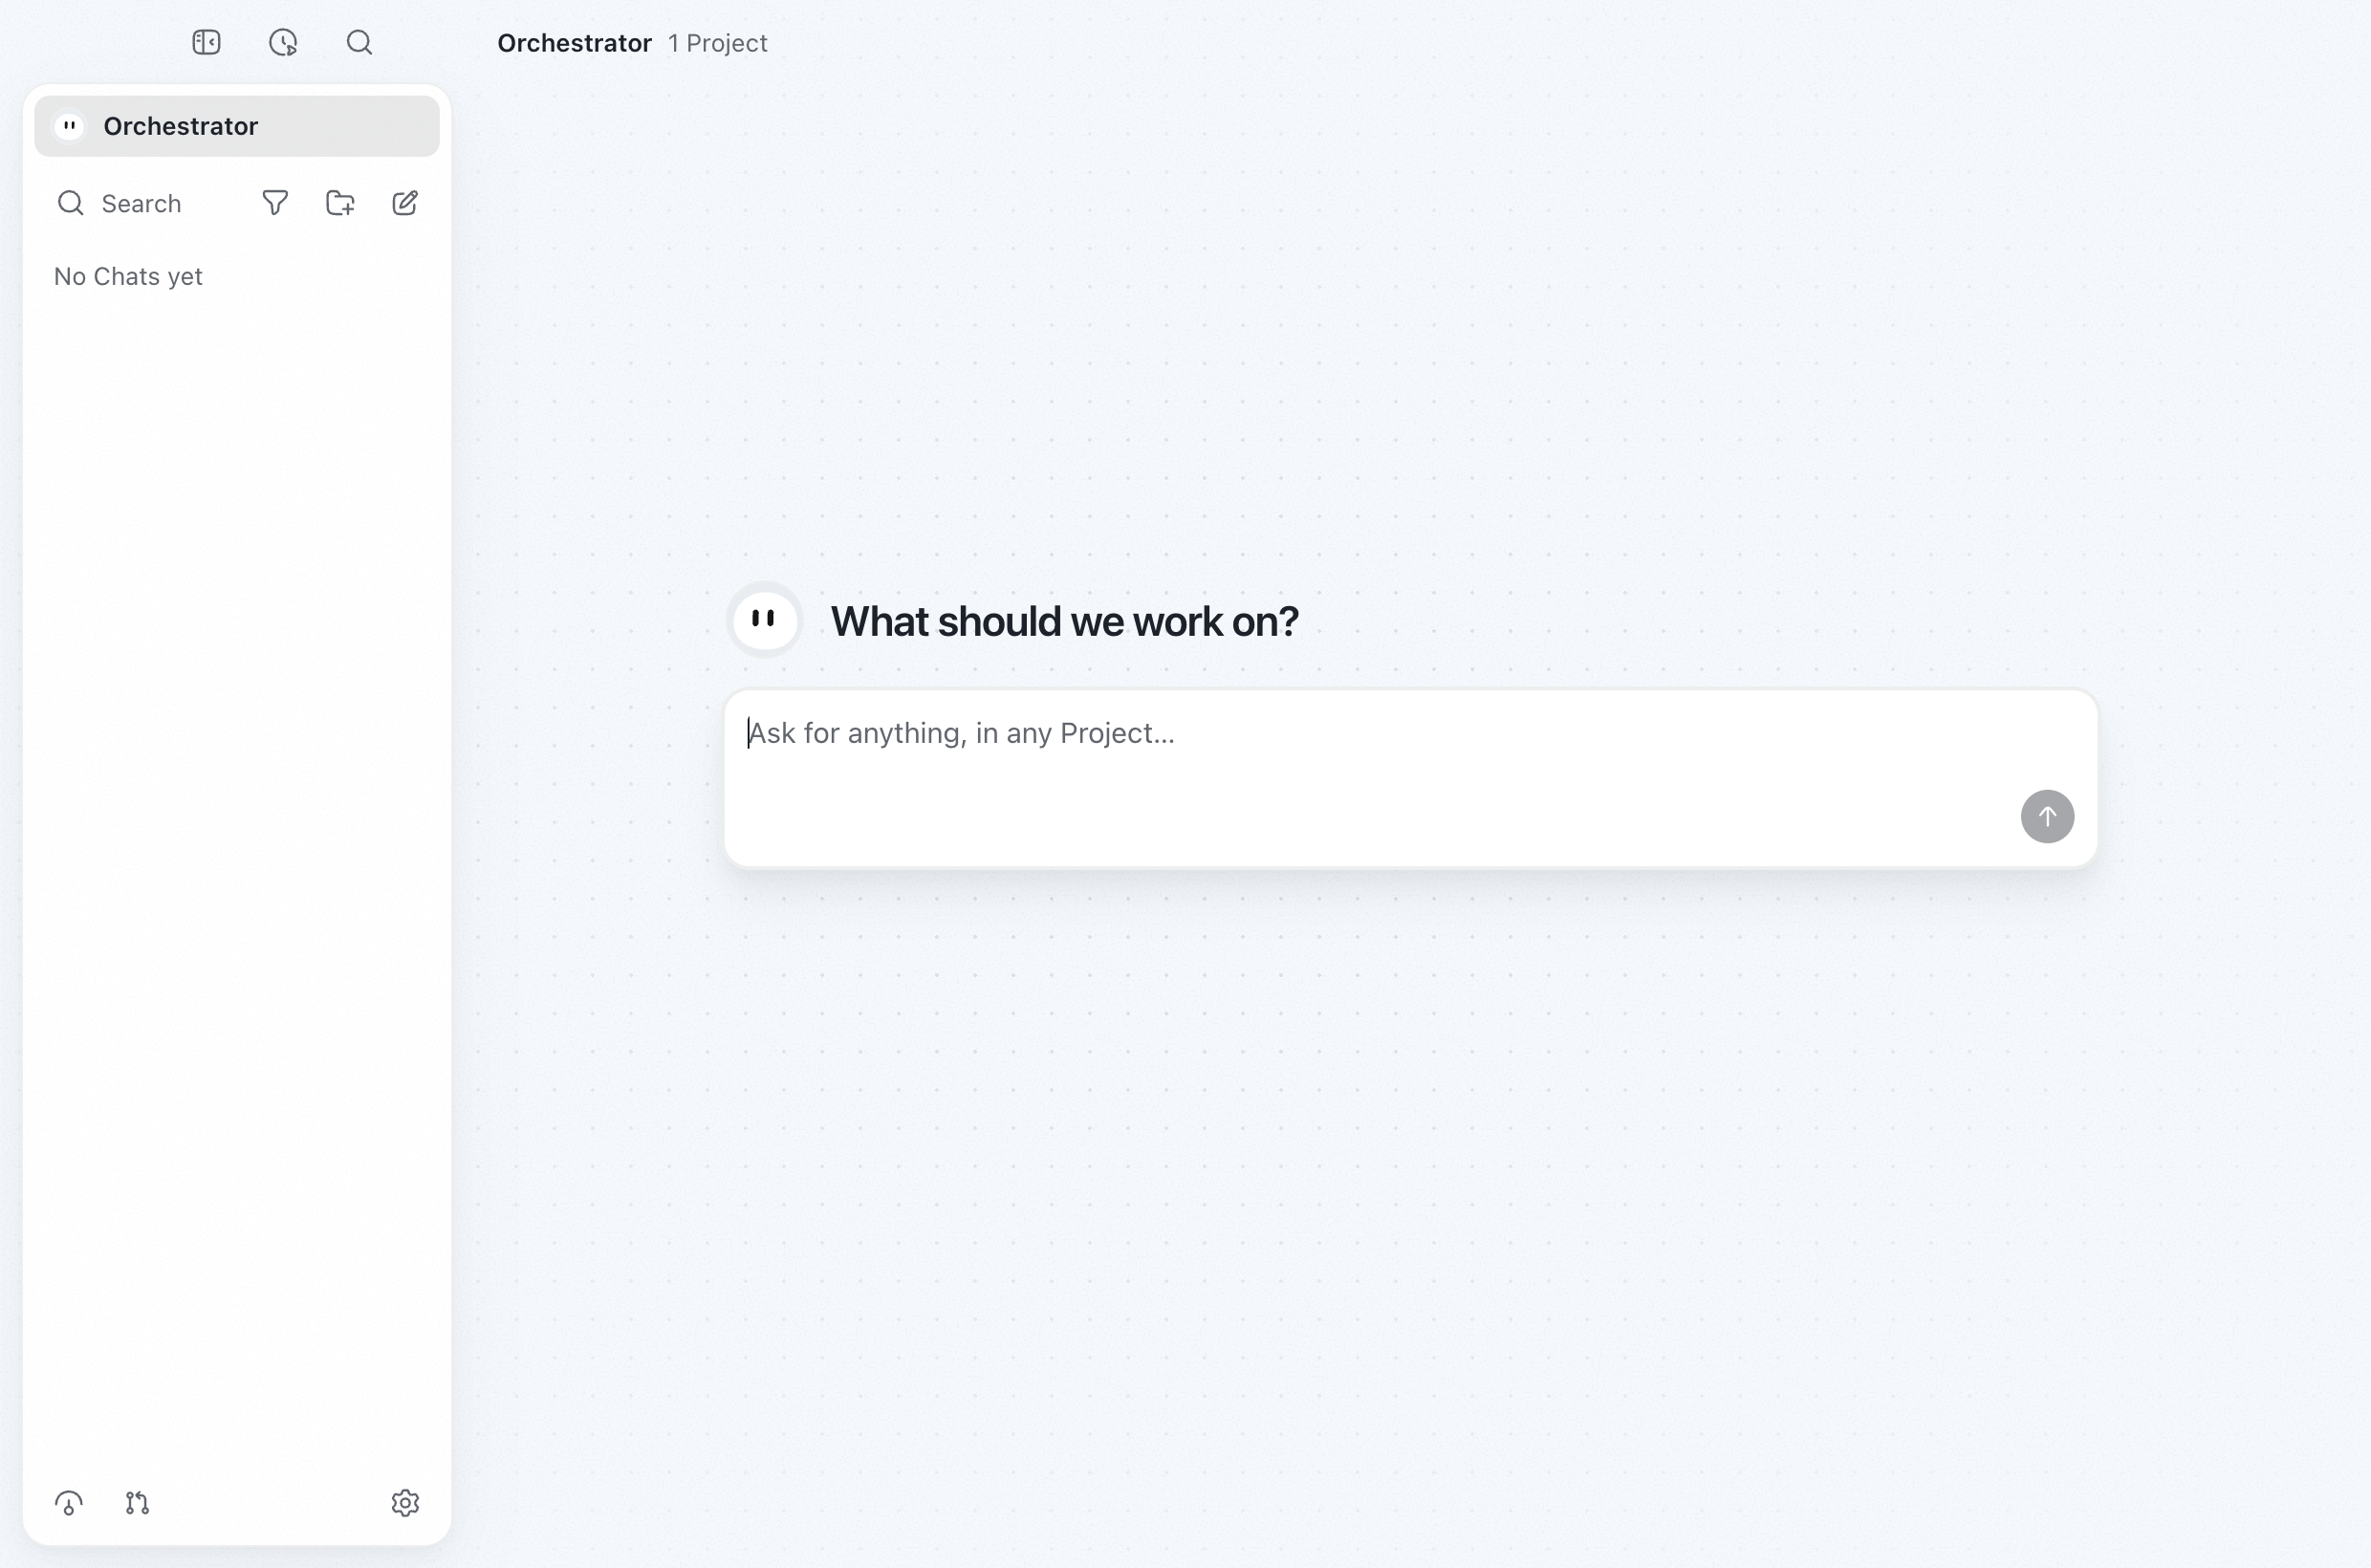 Orchestrator 1 Project
Orchestrator
Search
No Chats yet
What should we work on?
Ask for anything, in any Project...